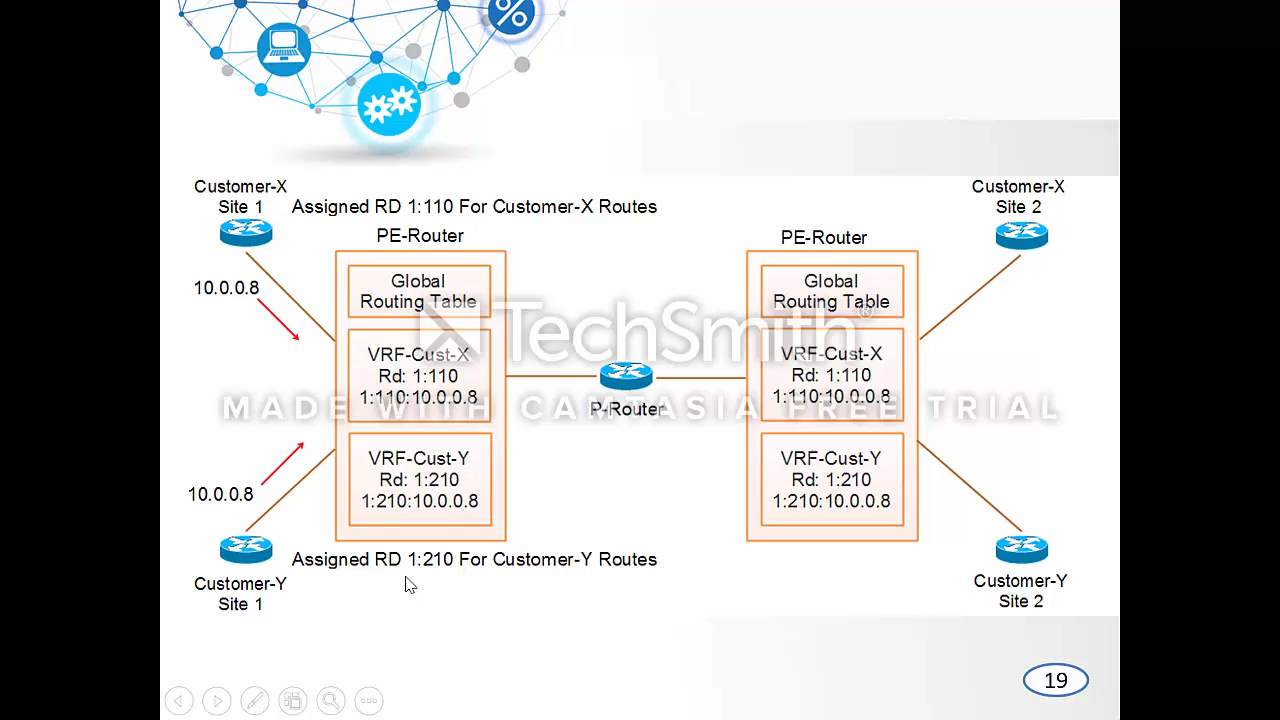 %
Customer-X
Site 1
Assigned RD 1:110 For Customer-X Routes
Customer-X
Site 2
PE-Router
PE-Router
10.0.0.8
Global
Routing Table
Global
Routing Table
®
TechSmith
VRF-Cust-X
Rd: 1:110
1:110:10.0.0.8
VRF-Cust-X
Rd: 1:110
1:110:10.0.0.8
MADE WITH CAMTASIA FREE TRIAL
P-Router
10.0.0.8
VRF-Cust-Y
Rd: 1:210
1:210:10.0.0.8
VRF-Cust-Y
Rd: 1:210
1:210:10.0.0.8
Assigned RD 1:210 For Customer-Y Routes
Customer-Y
Site 1
Customer-Y
Site 2
19